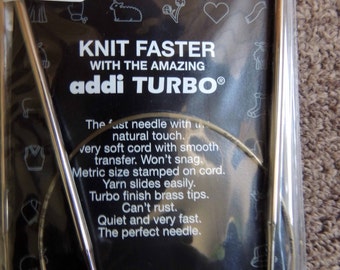 KNIT FASTER
WITH THE AMAZING
addi TURBO®
The fast needle with the
natural touch.
Very soft cord with smooth
transfer. Won't snag.
Metric size stamped on cord.
Yarn slides easily.
Turbo finish brass tips.
Can't rust.
Quiet and very fast.
The perfect needle.